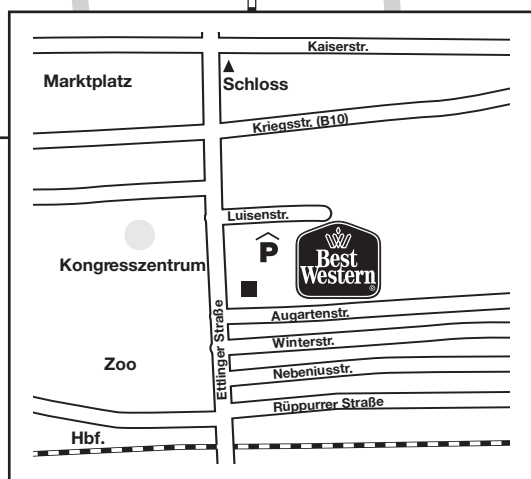 Kaiserstr.
Marktplatz
Schloss
Kriegsstr. (B10)
Luisenstr.
P
Best
Western
®
Kongresszentrum
Augartenstr.
Ettlinger Straße
Winterstr.
Zoo
Nebeniusstr.
Rüppurrer Straße
Hbf.